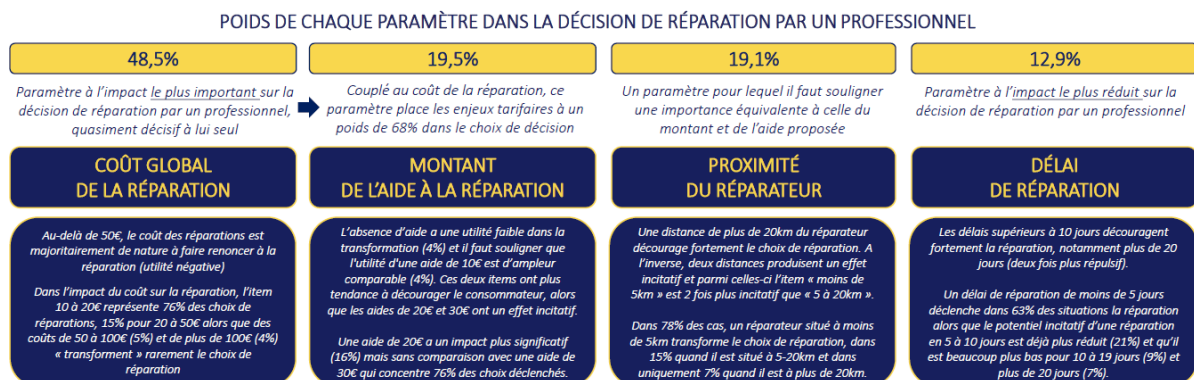 POIDS DE CHAQUE PARAMÈTRE DANS LA DÉCISION DE RÉPARATION PAR UN PROFESSIONNEL
48,5%
Paramètre à l'impact le plus important sur la
décision de réparation par un professionnel,
quasiment décisif à lui seul
COÛT GLOBAL
DE LA RÉPARATION
Au-delà de 50€, le coût des réparations est
majoritairement de nature à faire renoncer à la
réparation (utilité négative)
Dans l'impact du coût sur la réparation, l'item
10 à 20€ représente 76% des choix de
réparations, 15% pour 20 à 50€ alors que des
coûts de 50 à 100€ (5%) et de plus de 100€ (4%)
« transforment » rarement le choix de
réparation
19,5%
Couplé au coût de la réparation, ce
paramètre place les enjeux tarifaires à un
poids de 68% dans le choix de décision
MONTANT
DE L'AIDE À LA RÉPARATION
L'absence d'aide a une utilité faible dans la
transformation (4%) et il faut souligner que
l'utilité d'une aide de 10€ est d'ampleur
comparable (4%). Ces deux items ont plus
tendance à décourager le consommateur, alors
que les aides de 20€ et 30€ ont un effet incitatif.
Une aide de 20€ a un impact plus significatif
(16%) mais sans comparaison avec une aide de
30€ qui concentre 76% des choix déclenchés.
19,1%
Un paramètre pour lequel il faut souligner
une importance équivalente à celle du
montant et de l'aide proposée
PROXIMITÉ
DU RÉPARATEUR
Une distance de plus de 20km du réparateur
décourage fortement le choix de réparation. A
l'inverse, deux distances produisent un effet
incitatif et parmi celles-ci l'item « moins de
5km » est 2 fois plus incitatif que « 5 à 20km ».
Dans 78% des cas, un réparateur situé à moins
de 5km transforme le choix de réparation, dans
15% quand il est situé à 5-20km et dans
uniquement 7% quand il est à plus de 20km.
12,9%
Paramètre à l'impact le plus réduit sur la
décision de réparation par un professionnel
DÉLAI
DE RÉPARATION
Les délais supérieurs à 10 jours découragent
fortement la réparation, notamment plus de 20
jours (deux fois plus répulsif).
Un délai de réparation de moins de 5 jours
déclenche dans 63% des situations la réparation
alors que le potentiel incitatif d'une réparation
en 5 à 10 jours est déjà plus réduit (21%) et qu'il
est beaucoup plus bas pour 10 à 19 jours (9%) et
plus de 20 jours (7%).